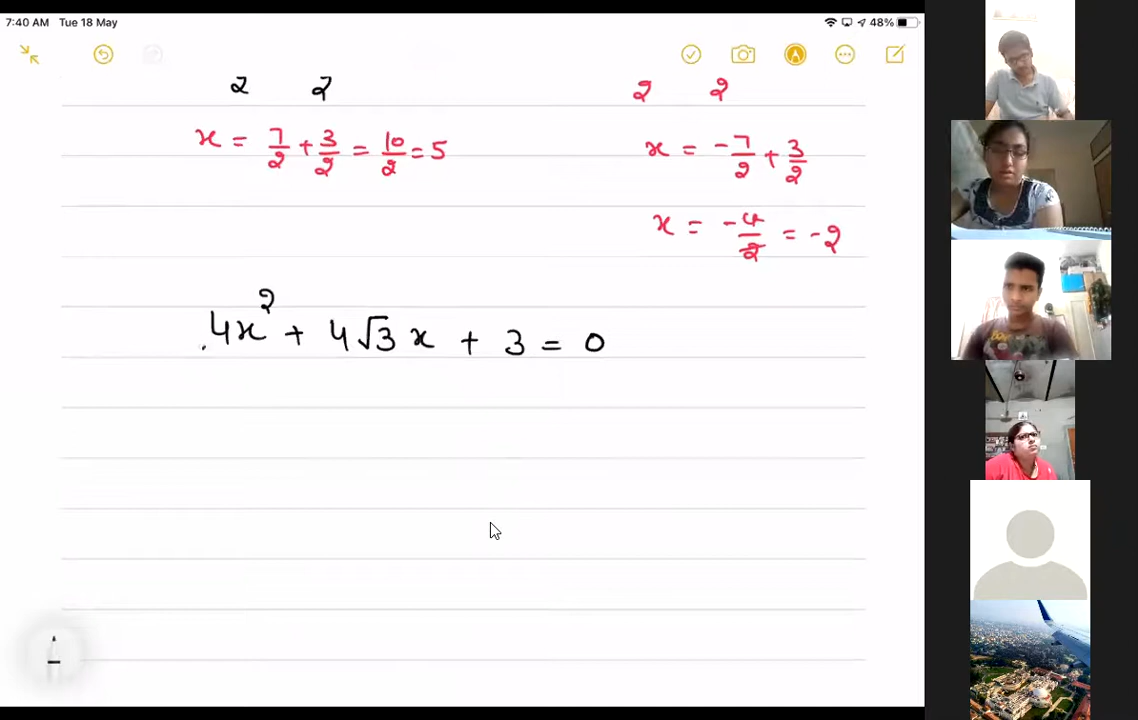 7:40 AM Tue 18 May 48%
2 2 2 2
x = 7/2 + 3/2 = 10/2 = 5
x = -7/2 + 3/2
x = -4/2 = -2
4x² + 4√3 x + 3 = 0